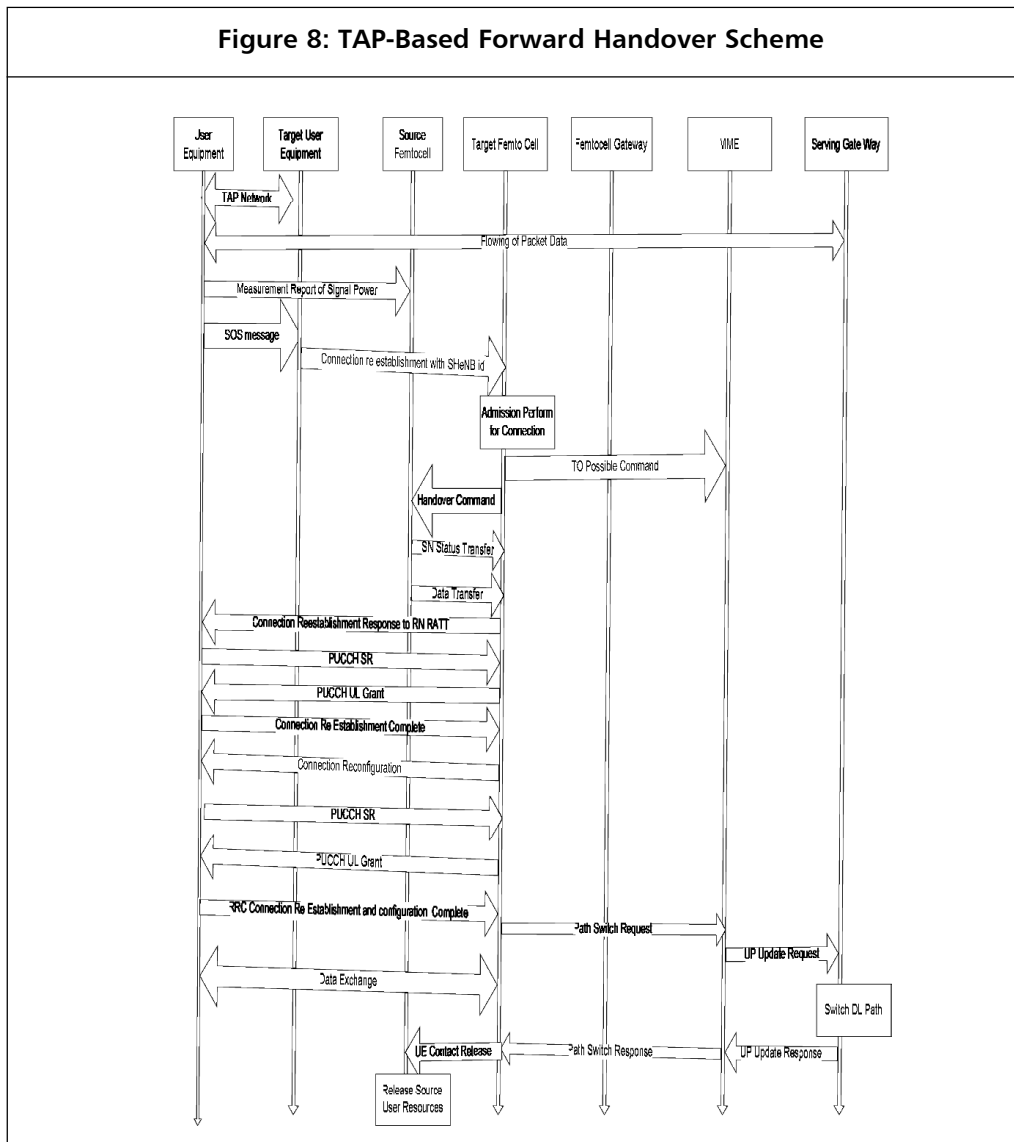 Figure 8: TAP-Based Forward Handover Scheme
User Equipment
Target User Equipment
Source Femtocell
Target Femto Cell
Femtocell Gateway
MME
Serving Gate Way
TAP Network
Flowing of Packet Data
Measurement Report of Signal Power
SOS message
Connection re establishment with SHeNB id
Admission Perform
for Connection
TO Possible Command
Handover Command
SN Status Transfer
Data Transfer
Connection Reestablishment Response to RN RATT
PUCCH SR
PUCCH UL Grant
Connection Re Establishment Complete
Connection Reconfiguration
PUCCH SR
PUCCH UL Grant
RRC Connection Re Establishment and configuration Complete
Path Switch Request
UP Update Request
Data Exchange
Switch DL Path
UE Contact Release
Path Switch Response
UP Update Response
Release Source
User Resources